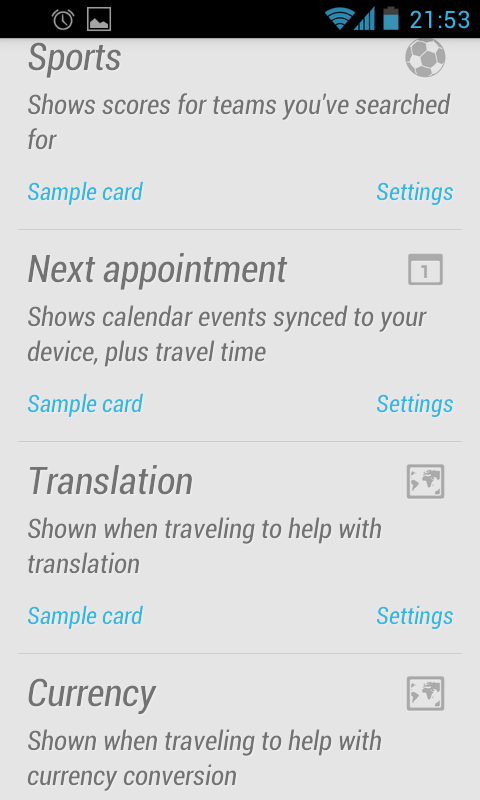 21:53
Sports
Shows scores for teams you've searched
for
Sample card Settings
Next appointment
1
Shows calendar events synced to your
device, plus travel time
Sample card Settings
Translation
Shown when traveling to help with
translation
Sample card Settings
Currency
Shown when traveling to help with
currency conversion